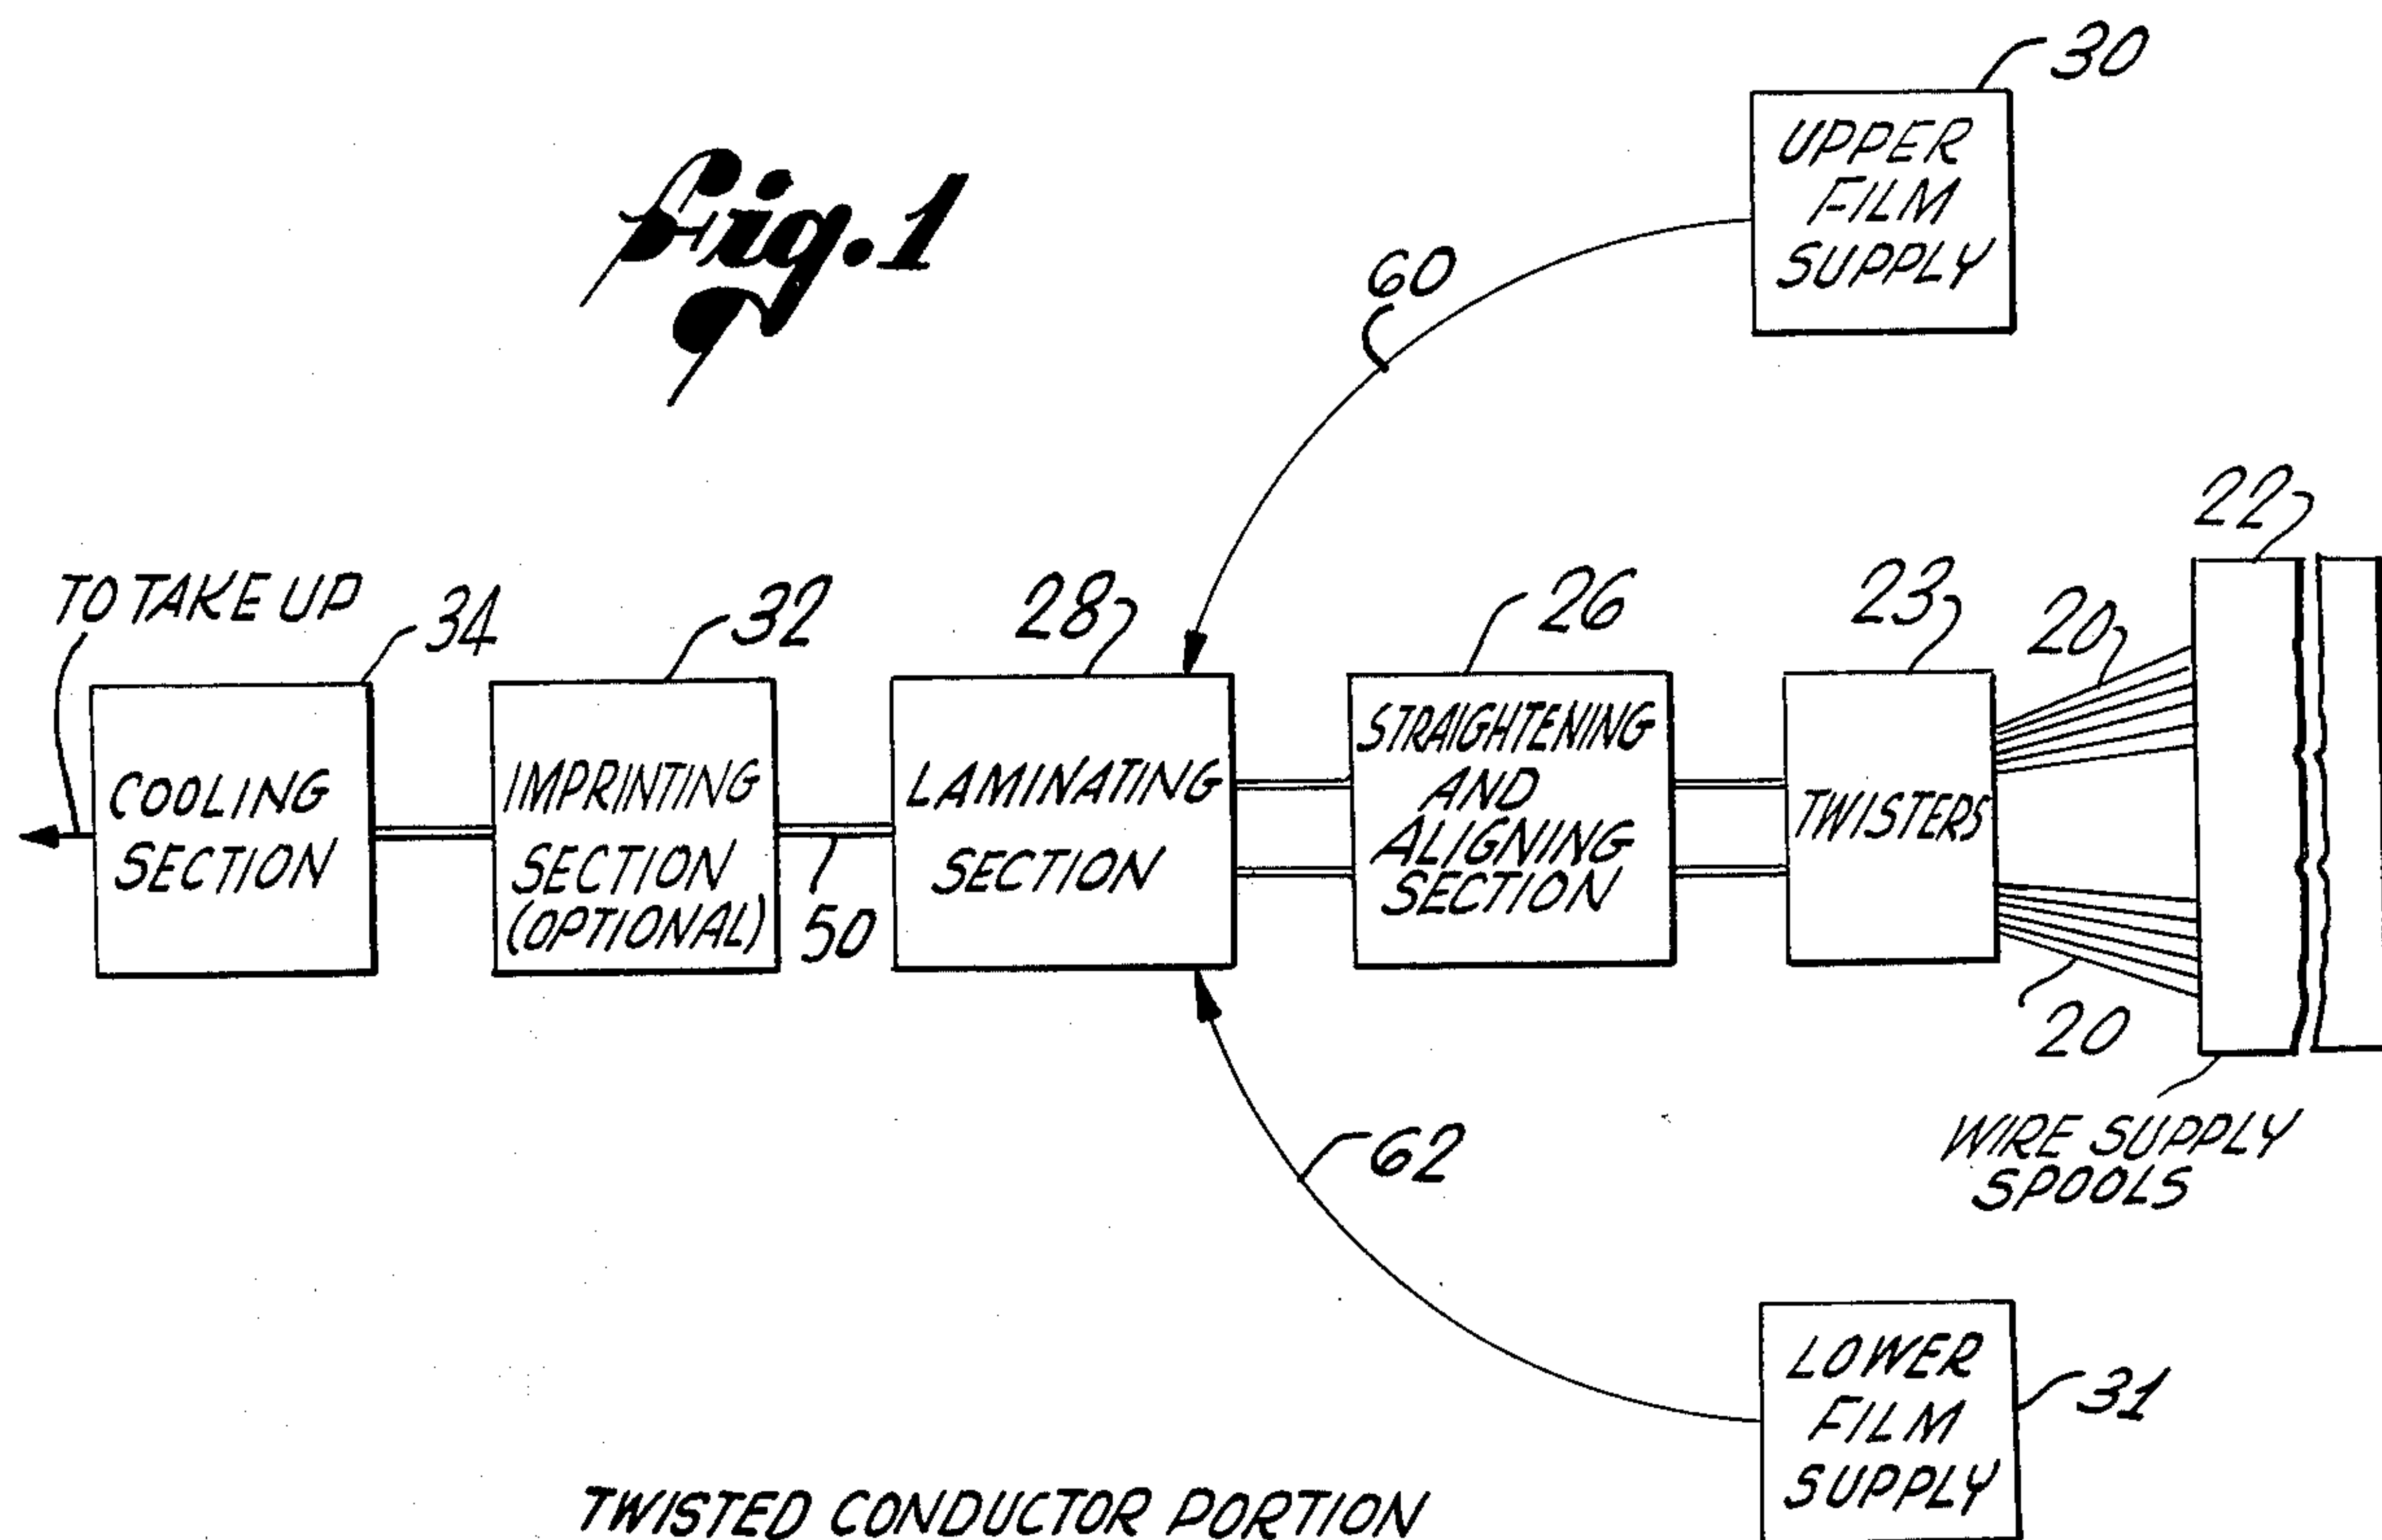 Fig. 1
30
UPPER
FILM
SUPPLY
60
22
TO TAKE UP
34
32
28
26
23
20
COOLING
SECTION
IMPRINTING
SECTION
(OPTIONAL)
50
LAMINATING
SECTION
STRAIGHTENING
AND
ALIGNING
SECTION
TWISTERS
20
WIRE SUPPLY
SPOOLS
62
LOWER
FILM
SUPPLY
31
TWISTED CONDUCTOR PORTION